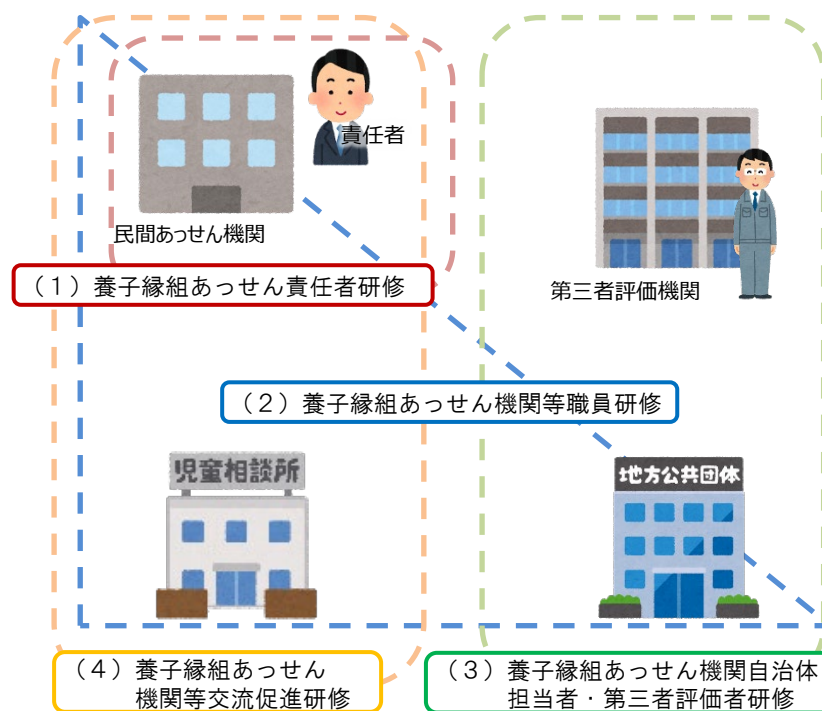 責任者
民間あっせん機関
（１）養子縁組あっせん責任者研修
第三者評価機関
（２）養子縁組あっせん機関等職員研修
児童相談所
地方公共団体
（４）養子縁組あっせん
機関等交流促進研修
（３）養子縁組あっせん機関自治体
担当者・第三者評価者研修